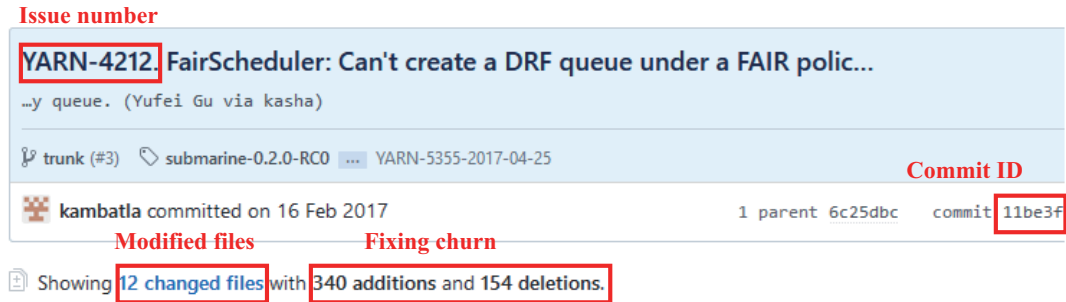 Issue number
YARN-4212. FairScheduler: Can't create a DRF queue under a FAIR polic...
…y queue. (Yufei Gu via kasha)
trunk (#3) submarine-0.2.0-RC0 ... YARN-5355-2017-04-25
Commit ID
kambatla committed on 16 Feb 2017 1 parent 6c25dbc commit 11be3f
Modified files Fixing churn
Showing 12 changed files with 340 additions and 154 deletions.